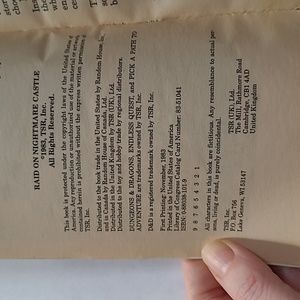 RAID ON NIGHTMARE CASTLE
©1983, TSR, Inc.
All Rights Reserved.
This book is protected under the copyright laws of the United States
America. Any reproduction or unauthorized use of the material or artwork
contained herein is prohibited without the express written permission of
TSR, Inc.
Distributed to the book trade in the United States by Random House, Inc.
and in Canada by Random House of Canada, Ltd.
Distributed in the United Kingdom by TSR (UK), Ltd.
Distributed to the toy and hobby trade by regional distributors.
DUNGEONS & DRAGONS, ENDLESS QUEST, and PICK A PATH TO
ADVENTURE are trademarks owned by TSR, Inc.
D&D is a registered trademark owned by TSR, Inc.
First Printing: November, 1983
Printed in the United States of America
Library of Congress Catalog Card Number: 83-51041
ISBN: 0-88038-101-9
9 8 7 6 5 4 3 2
All characters in this book are fictitious. Any resemblance to actual per-
sons, living or dead, is purely coincidental.
TSR, Inc.
P.O. Box 756
Lake Geneva, WI 53147
TSR (UK), Ltd.
The Mill, Rathmore Road
Cambridge, CB1 4AD
United Kingdom